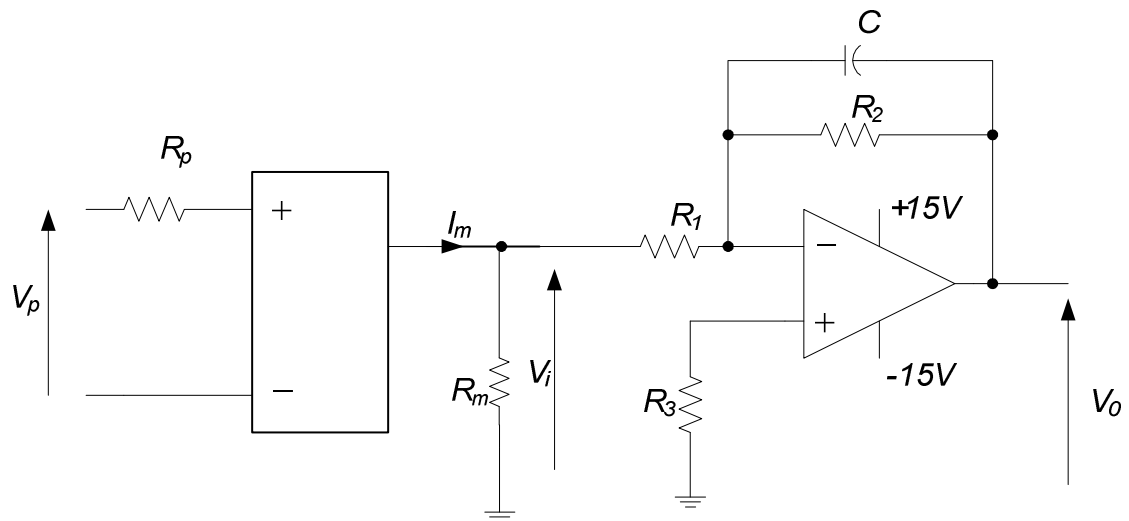 C
R2
Rp
+
Im
R1
+15V
−
Vp
+
−
Rm
Vi
R3
-15V
V0